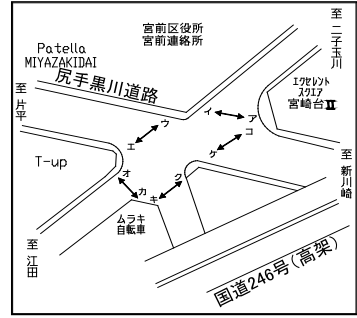 宮前区役所
宮前連絡所
至二子玉川
Patella
MIYAZAKIDAI
尻手黒川道路
至片平
エクセレント
スクエア
宮崎台Ⅱ
イ
ア
ウ
コ
エ
ケ
T-up
オ
カ
キ
ク
至新川崎
ムラキ
自転車
至江田
国道246号(高架)